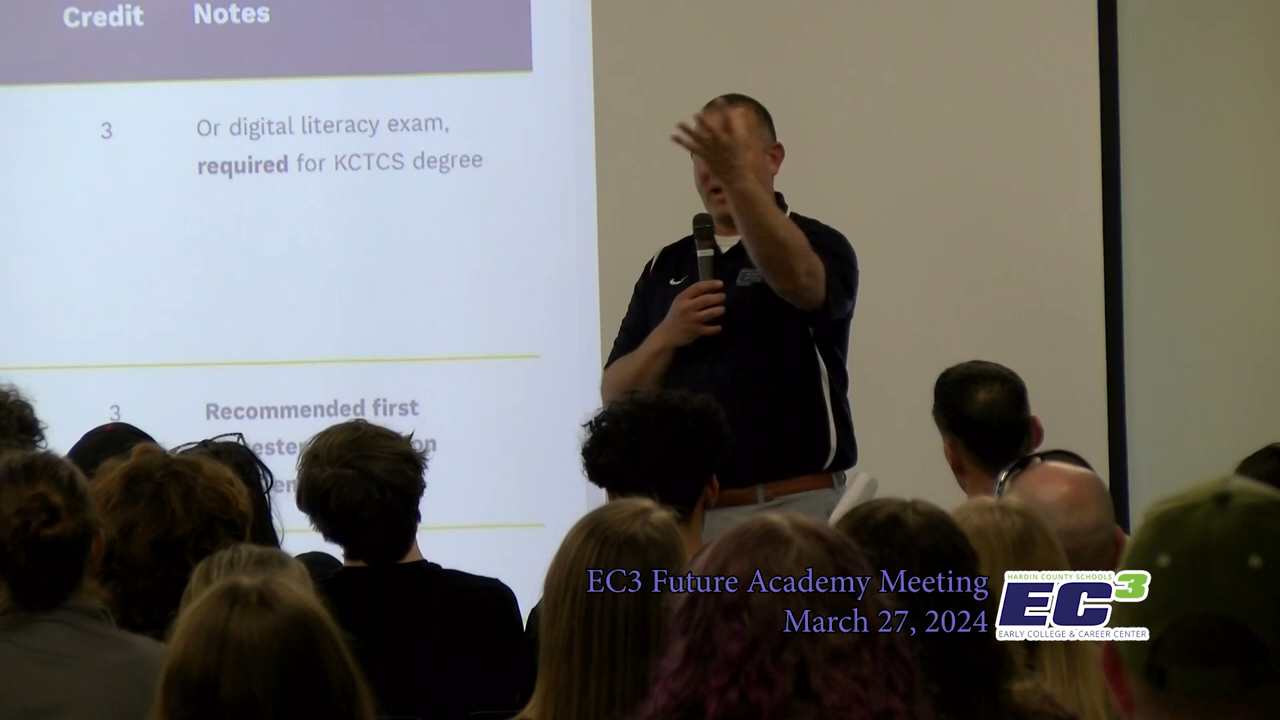 Credit Notes
3 Or digital literacy exam,
required for KCTCS degree
3 Recommended first
EC3 Future Academy Meeting
March 27, 2024
HARDIN COUNTY SCHOOLS
EC3
EARLY COLLEGE & CAREER CENTER